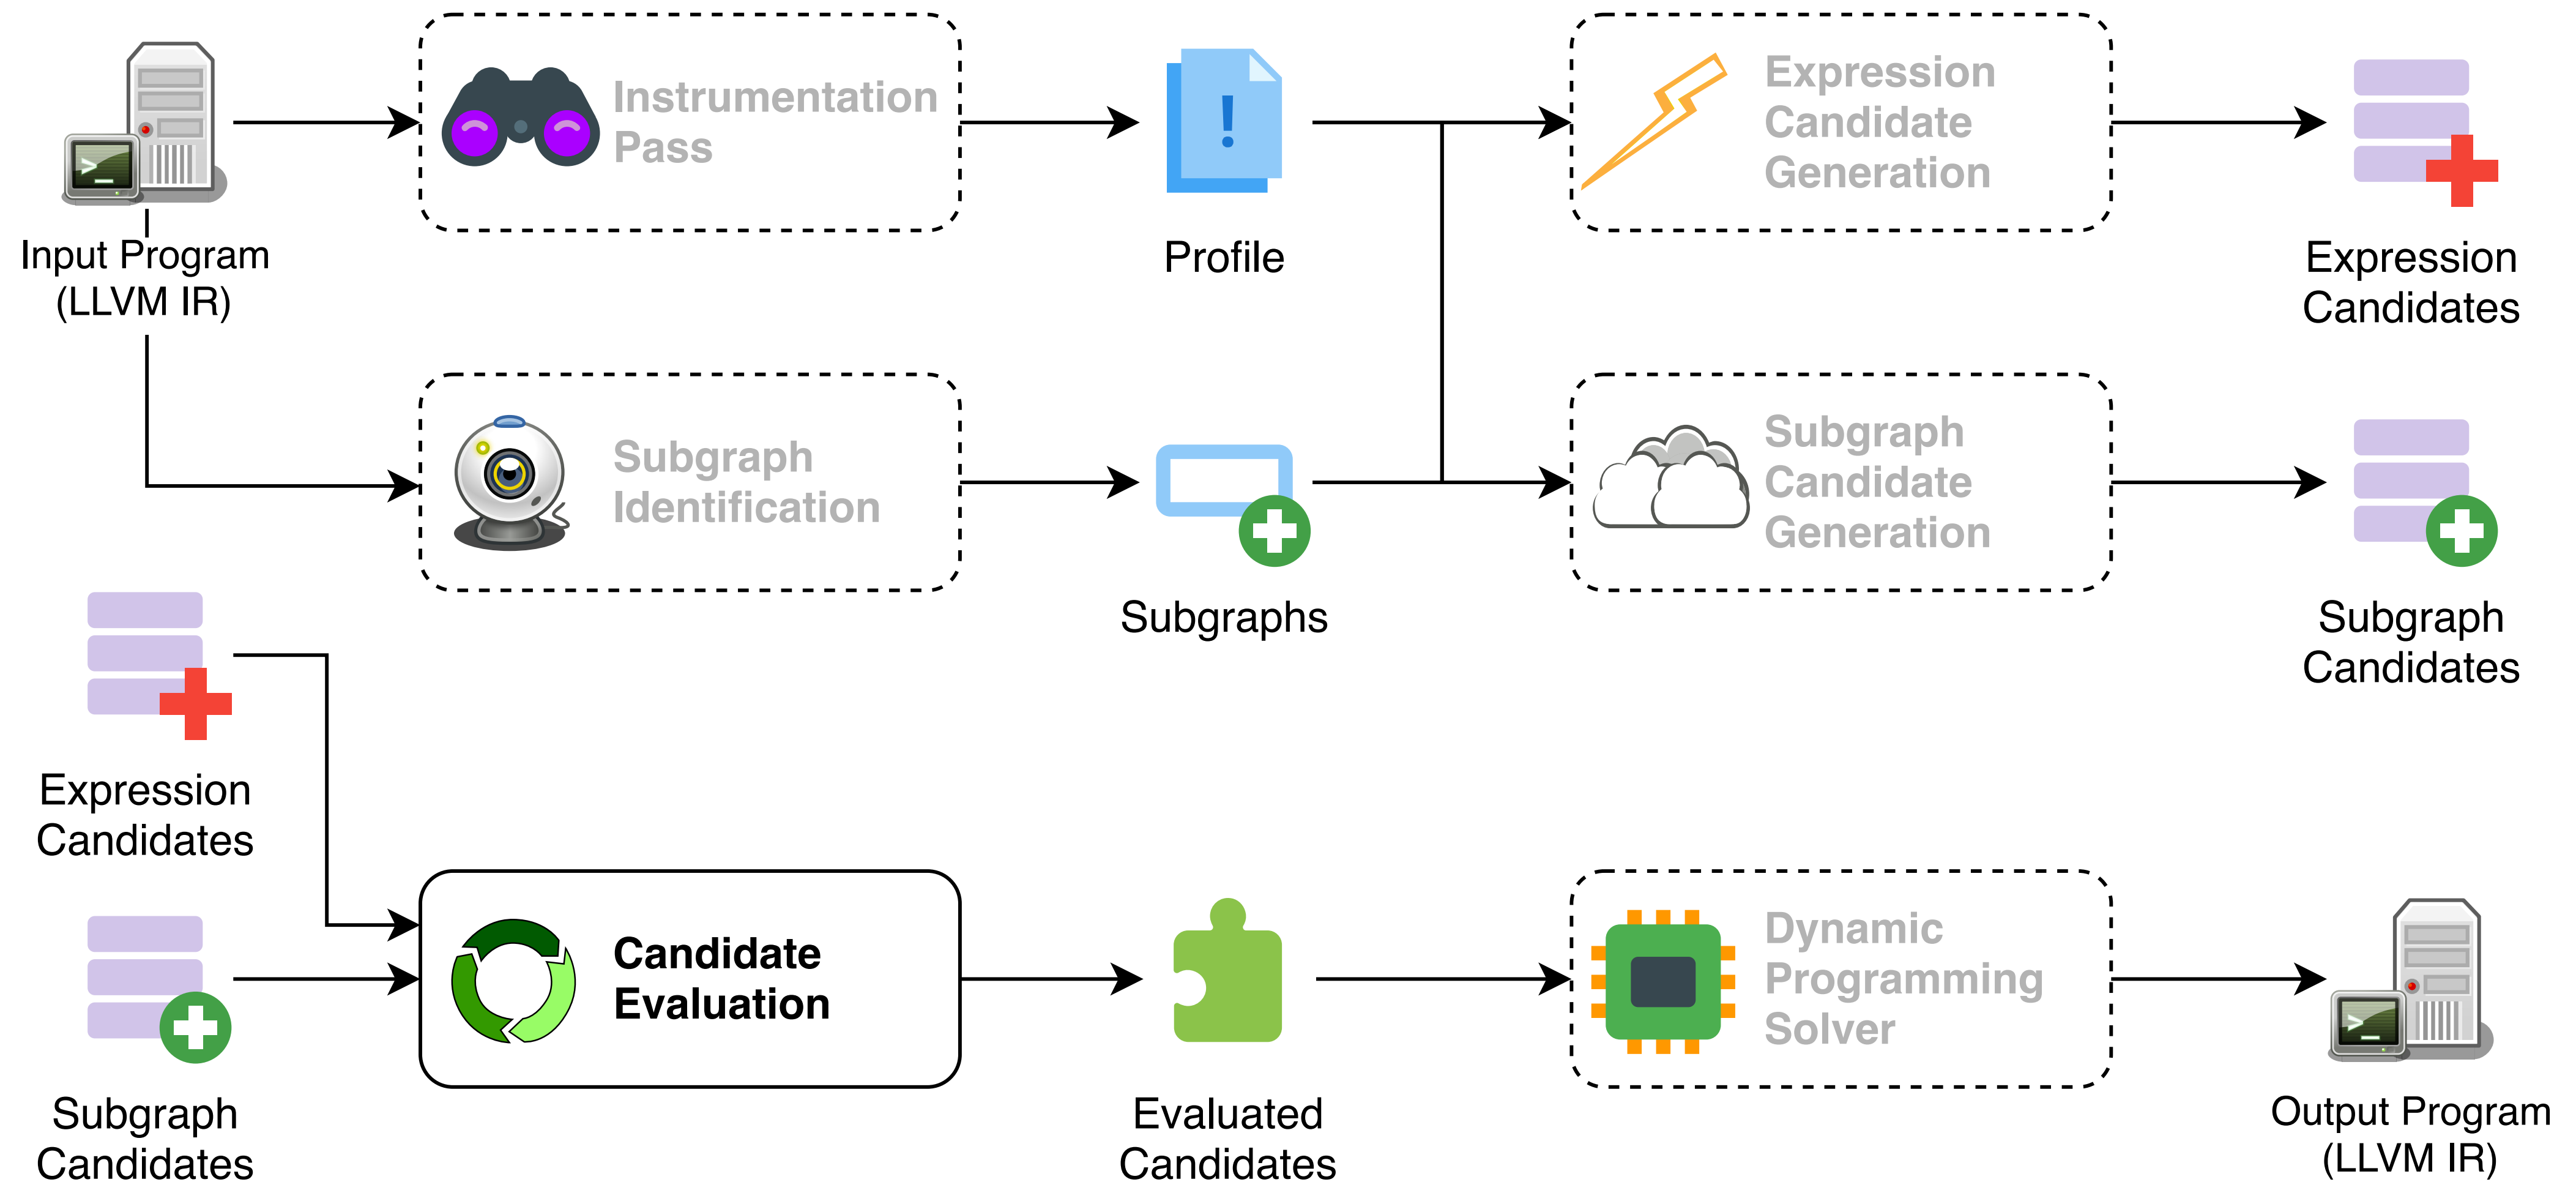 Instrumentation
Pass
Expression
Candidate
Generation
!
>_
Input Program
(LLVM IR)
Profile
Expression
Candidates
Subgraph
Identification
Subgraph
Candidate
Generation
Subgraphs
Subgraph
Candidates
Expression
Candidates
Candidate
Evaluation
Dynamic
Programming
Solver
>_
Subgraph
Candidates
Evaluated
Candidates
Output Program
(LLVM IR)